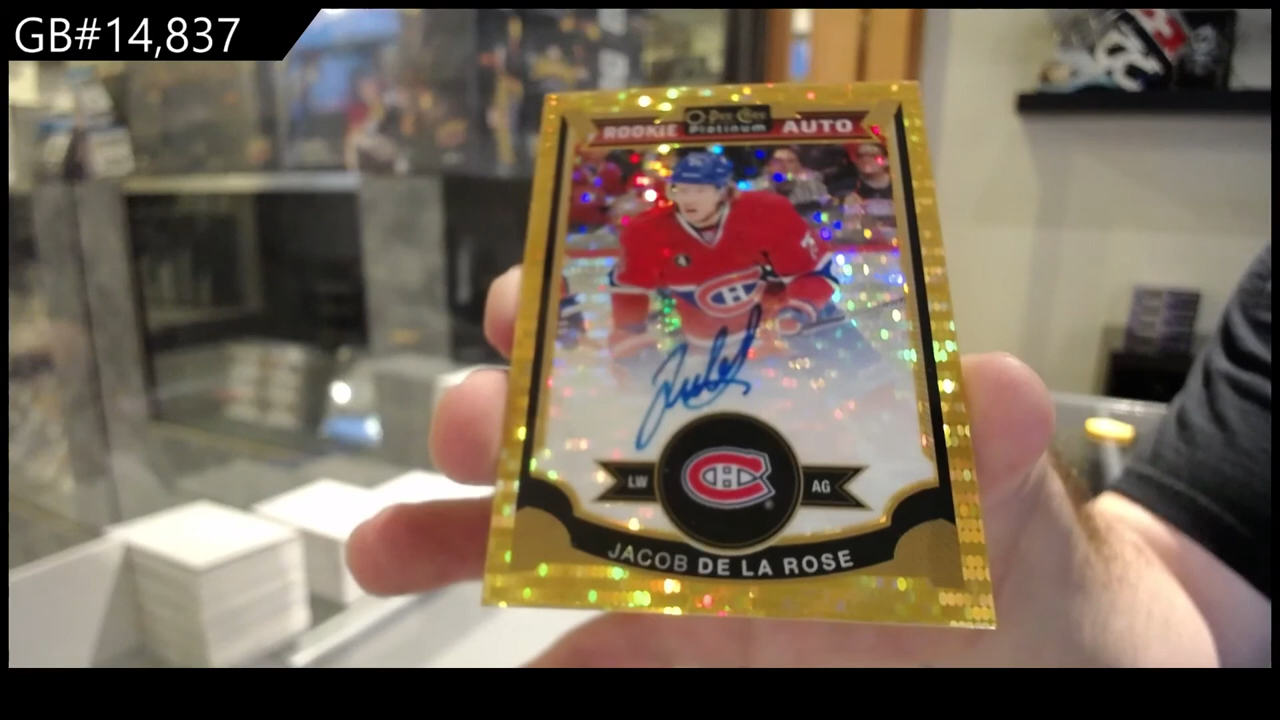 GB#14,837
ROOKIE O-Pee-Chee AUTO
Platinum
LW AG
JACOB DE LA ROSE